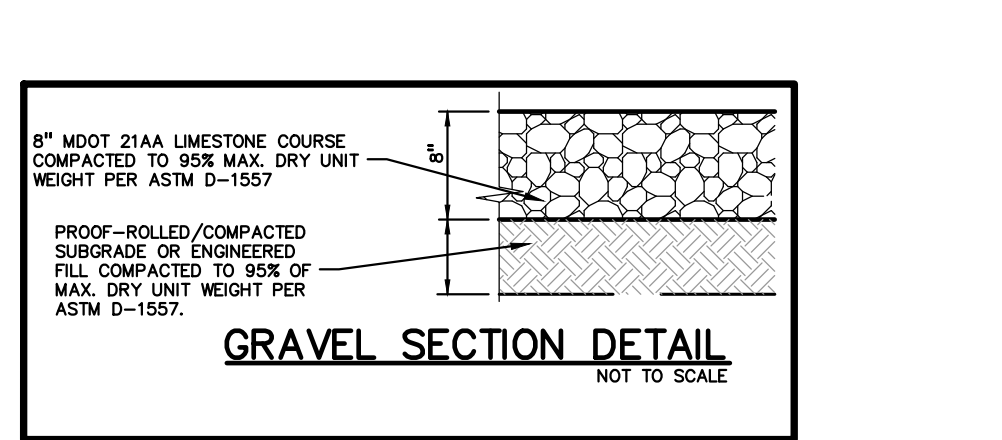 8" MDOT 21AA LIMESTONE COURSE
COMPACTED TO 95% MAX. DRY UNIT
WEIGHT PER ASTM D-1557
8"
PROOF-ROLLED/COMPACTED
SUBGRADE OR ENGINEERED
FILL COMPACTED TO 95% OF
MAX. DRY UNIT WEIGHT PER
ASTM D-1557.
GRAVEL SECTION DETAIL
NOT TO SCALE